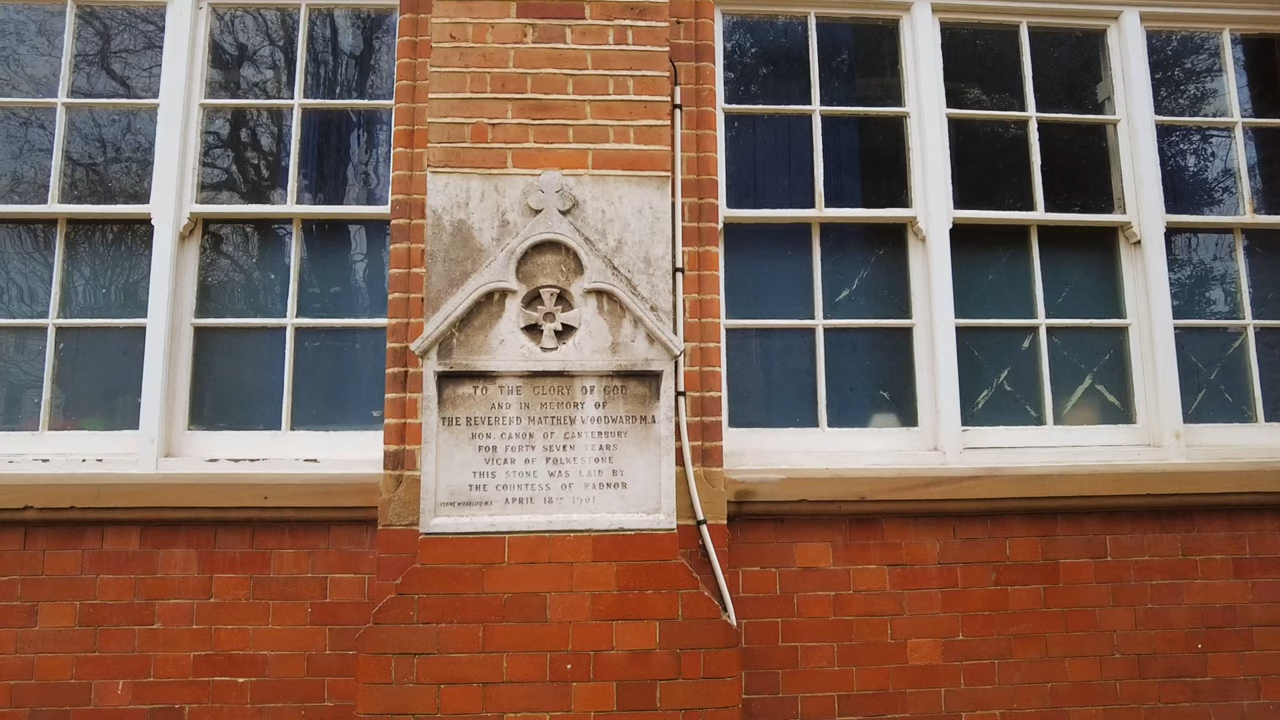 TO THE GLORY OF GOD
AND IN MEMORY OF
THE REVEREND MATTHEW WOODWARD M.A.
HON. CANON OF CANTERBURY
FOR FORTY SEVEN YEARS
VICAR OF FOLKESTONE
THIS STONE WAS LAID BY
THE COUNTESS OF RADNOR
APRIL 18TH 1901